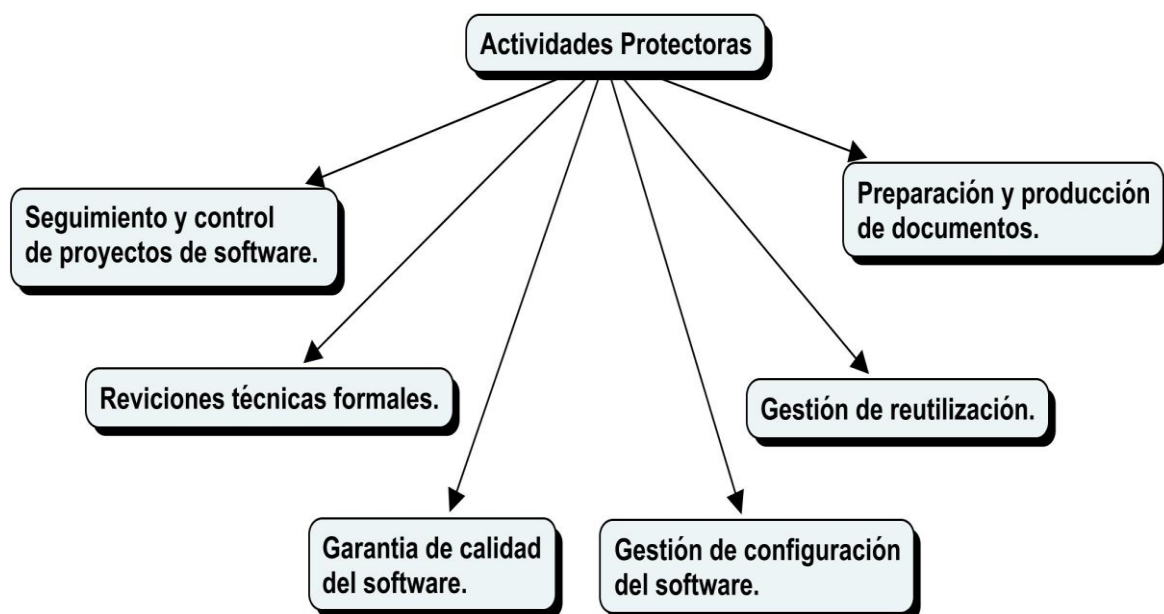 Actividades Protectoras
Seguimiento y control
de proyectos de software.
Preparación y producción
de documentos.
Reviciones técnicas formales.
Gestión de reutilización.
Garantia de calidad
del software.
Gestión de configuración
del software.